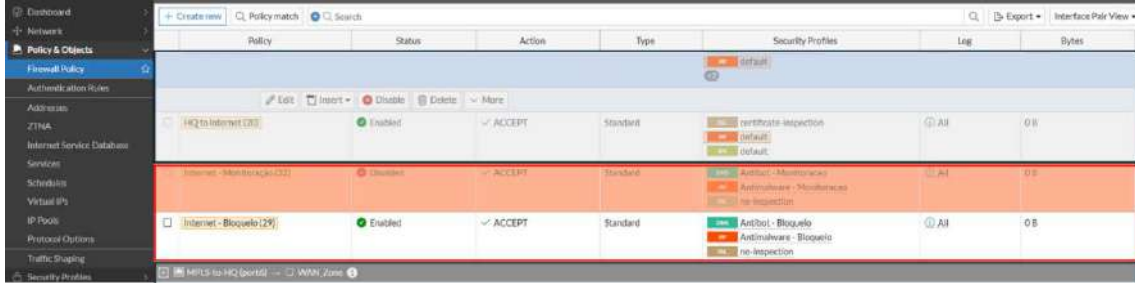 Dashboard
Network
Policy & Objects
Firewall Policy
Authentication Rules
Addresses
ZTNA
Internet Service Database
Services
Schedules
Virtual IPs
IP Pools
Protocol Options
Traffic Shaping
Security Profiles
+ Create new Policy match Search Export Interface Pair View
Policy Status Action Type Security Profiles Log Bytes
default
Edit Insert Disable Delete More
HQ to Internet Enabled ACCEPT Standard certificate-inspection All 0 B
default
default
Internet - Monitoração (32) Disabled ACCEPT Standard Antibot - Monitoracao All 0 B
Antimalware - Monitoracao
no-inspection
Internet - Bloqueio (29) Enabled ACCEPT Standard Antibot - Bloqueio All 0 B
Antimalware - Bloqueio
no-inspection
MPLS-to-HQ (port6) → WAN_Zone